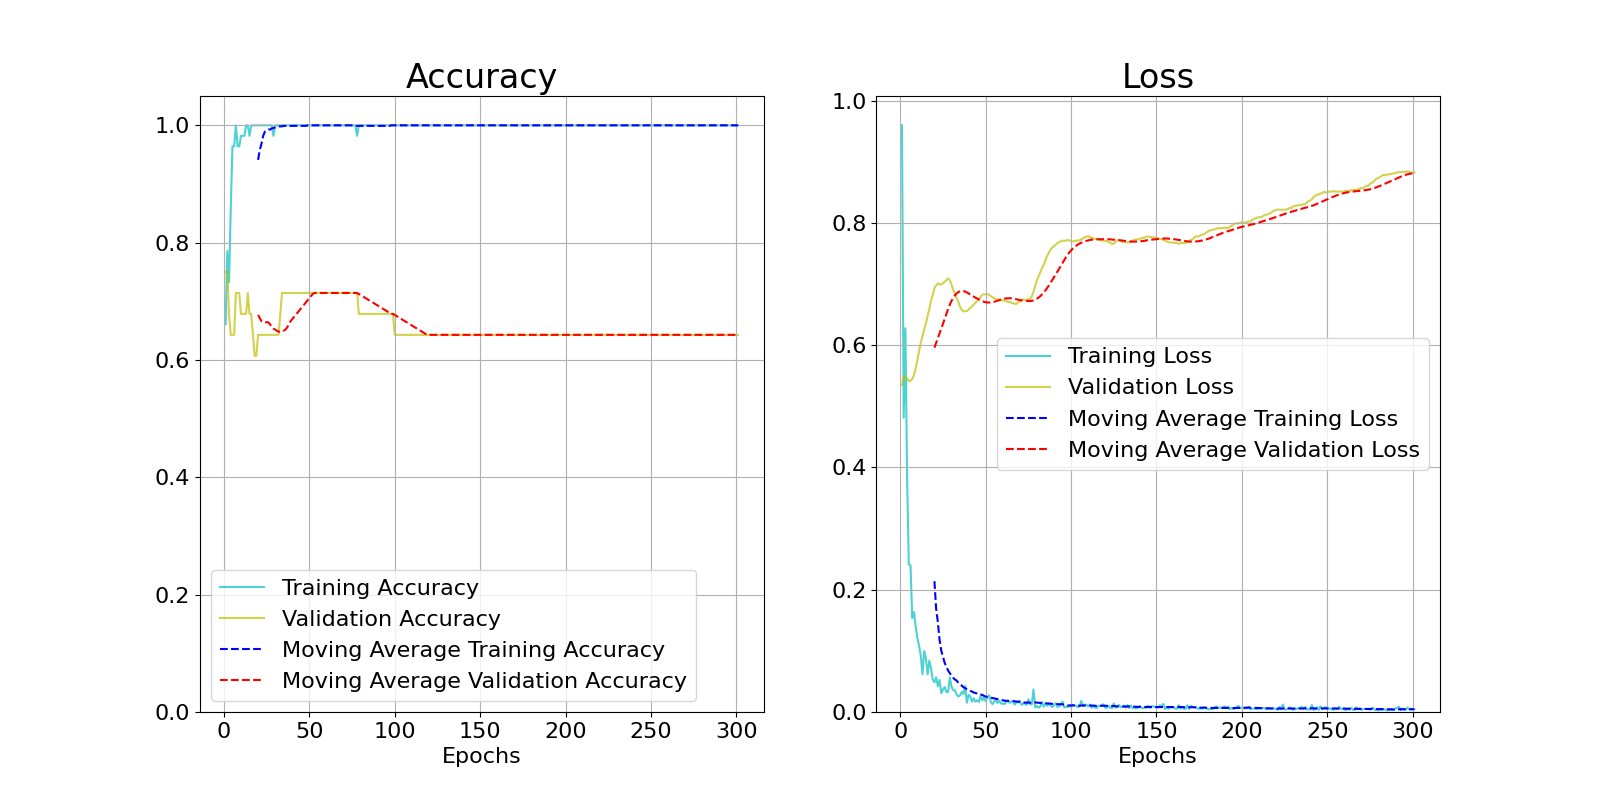 Accuracy
1.0
0.8
0.6
0.4
0.2
0.0
Training Accuracy
Validation Accuracy
Moving Average Training Accuracy
Moving Average Validation Accuracy
0 50 100 150 200 250 300
Epochs
Loss
1.0
0.8
0.6
0.4
0.2
0.0
Training Loss
Validation Loss
Moving Average Training Loss
Moving Average Validation Loss
0 50 100 150 200 250 300
Epochs